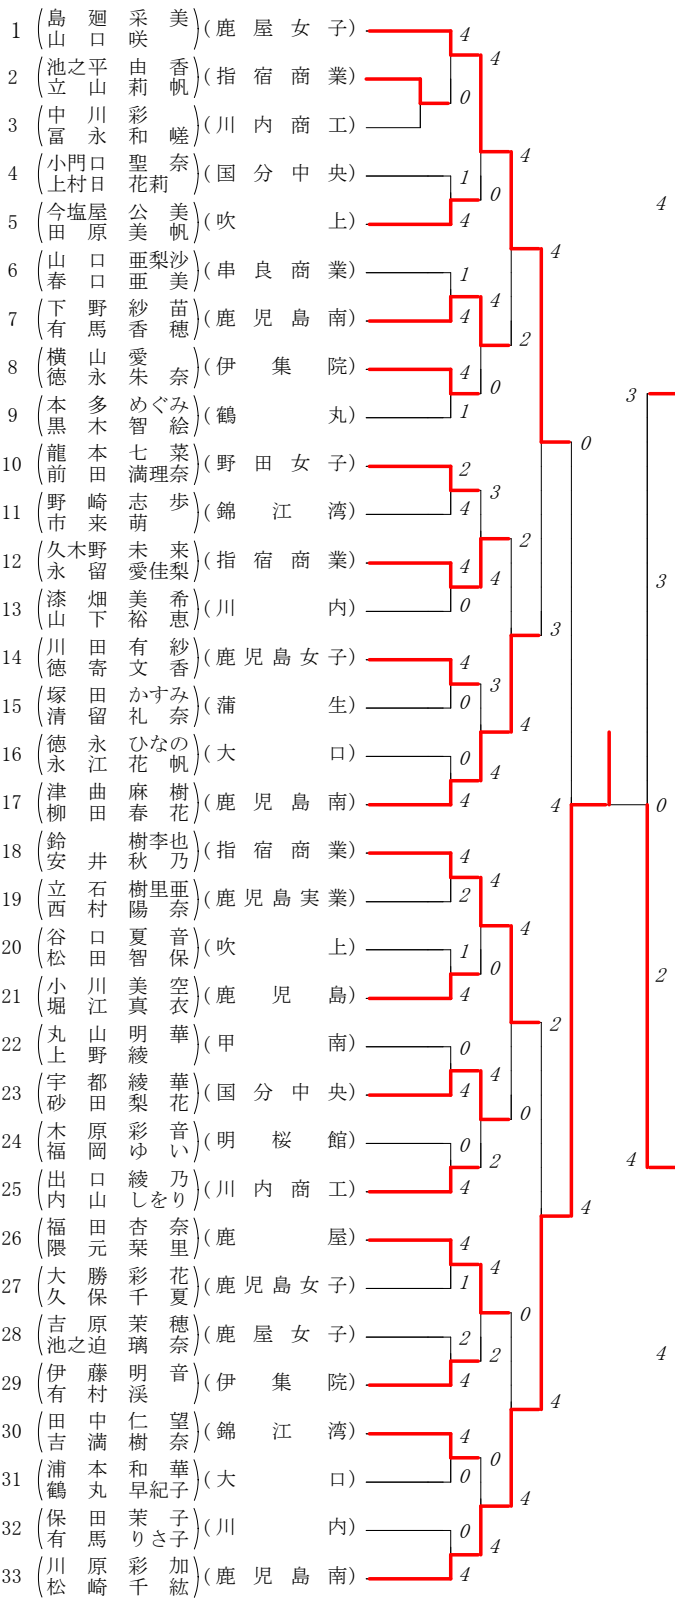 島廻采美
1 (鹿屋女子) 4
山口咲
4
池之平由香
2 (指宿商業)
立山莉帆
0
中川彩
3 (川内商工)
冨永和嵯
4
小門口聖奈
4 (国分中央) 1
上村日花莉
0
4
今塩屋公美
5 (吹上) 4
田原美帆
4
山口亜梨沙
6 (串良商業) 1
春口亜美
4
下野紗苗
7 (鹿児島南) 4
有馬香穂
2
横山愛
8 (伊集院) 4
徳永朱奈
0
3
本多めぐみ
9 (鶴丸) 1
黒木智絵
0
龍本七菜
10 (野田女子) 2
前田満理奈
3
野崎志歩
11 (錦江湾) 4
市来萌
2
久木野未来
12 (指宿商業) 4
永留愛佳梨
4
3
漆畑美希
13 (川内) 0
山下裕恵
3
川田有紗
14 (鹿児島女子) 4
徳寄文香
3
塚田かすみ
15 (蒲生) 0
清留礼奈
4
徳永ひなの
16 (大口) 0
永江花帆
4
津曲麻樹
17 (鹿児島南) 4
柳田春花
4 0
鈴樹李也
18 (指宿商業) 4
安井秋乃
4
立石樹里亜
19 (鹿児島実業) 2
西村陽奈
4
谷口夏音
20 (吹上) 1
松田智保
0
2
小川美空
21 (鹿児島) 4
堀江真衣
2
丸山明華
22 (甲南) 0
上野綾
4
宇都綾華
23 (国分中央) 4
砂田梨花
0
木原彩音
24 (明桜館) 0
福岡ゆい
2
4
出口綾乃
25 (川内商工) 4
内山しをり
4
福田杏奈
26 (鹿屋) 4
隈元栞里
4
大勝彩花
27 (鹿児島女子) 1
久保千夏
0
吉原茉穂
28 (鹿屋女子) 2
池之迫璃奈
2
4
伊藤明音
29 (伊集院) 4
有村渓
4
田中仁望
30 (錦江湾) 4
吉満樹奈
0
浦本和華
31 (大口) 0
鶴丸早紀子
4
保田茉子
32 (川内) 0
有馬りさ子
4
川原彩加
33 (鹿児島南) 4
松崎千紘